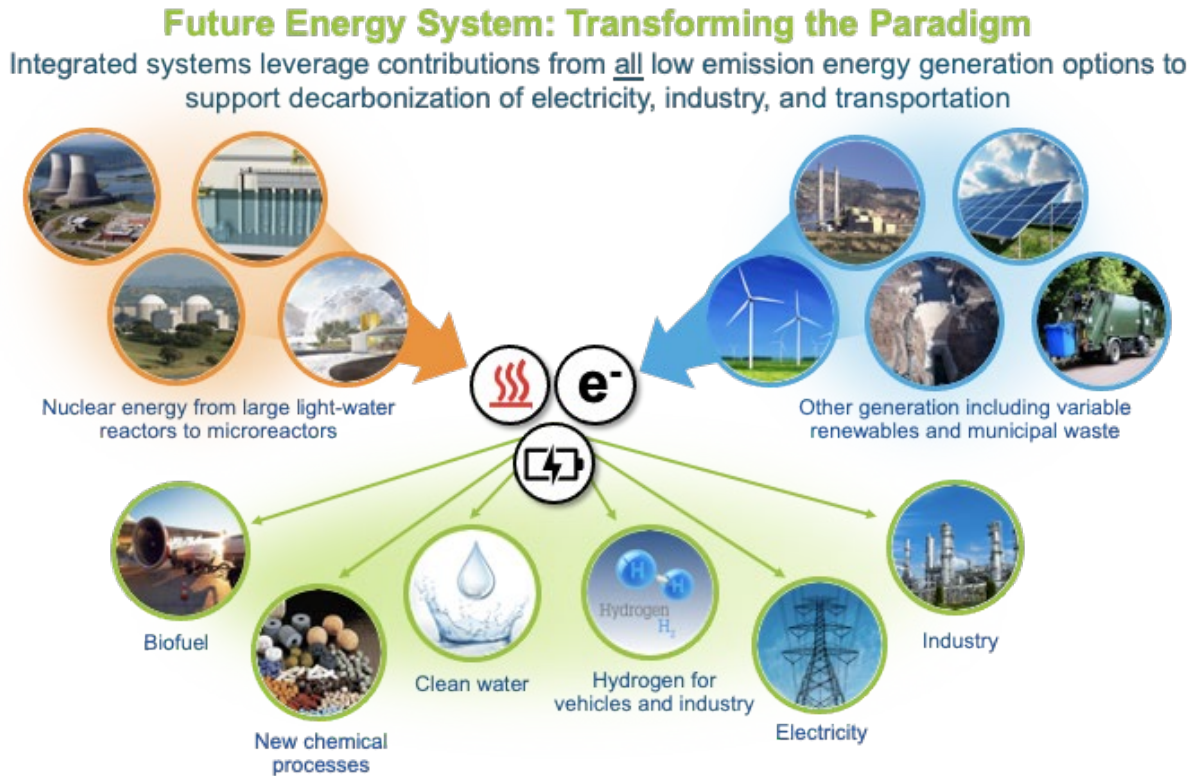 Future Energy System: Transforming the Paradigm
Integrated systems leverage contributions from all low emission energy generation options to
support decarbonization of electricity, industry, and transportation
Nuclear energy from large light-water
reactors to microreactors
Other generation including variable
renewables and municipal waste
e-
Biofuel
New chemical
processes
Clean water
H H
Hydrogen
H2
Hydrogen for
vehicles and industry
Electricity
Industry